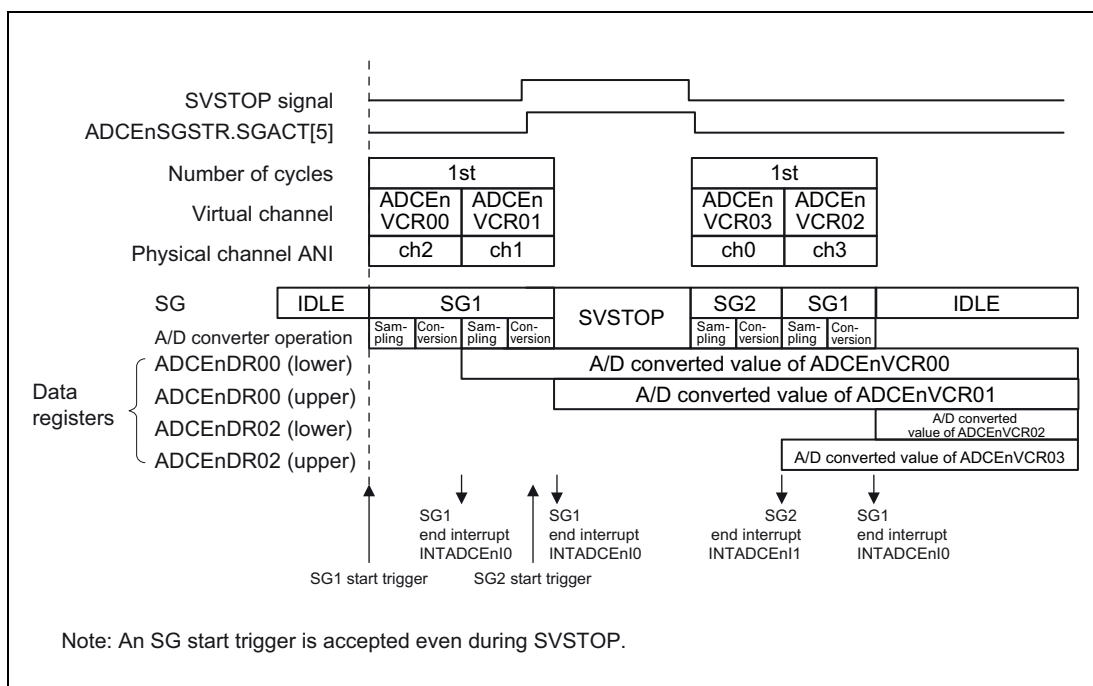 SVSTOP signal
ADCEnSGSTR.SGACT[5]
Number of cycles 1st 1st
Virtual channel ADCEn VCR00 ADCEn VCR01 ADCEn VCR03 ADCEn VCR02
Physical channel ANI ch2 ch1 ch0 ch3
SG IDLE SG1 SVSTOP SG2 SG1 IDLE
A/D converter operation Sam-pling Con-version Sam-pling Con-version Sam-pling Con-version Sam-pling Con-version
Data registers
ADCEnDR00 (lower) A/D converted value of ADCEnVCR00
ADCEnDR00 (upper) A/D converted value of ADCEnVCR01
ADCEnDR02 (lower) A/D converted value of ADCEnVCR02
ADCEnDR02 (upper) A/D converted value of ADCEnVCR03
SG1 SG1 SG2 SG1
end interrupt end interrupt end interrupt end interrupt
INTADCEnI0 INTADCEnI0 INTADCEnI1 INTADCEnI0
SG1 start trigger SG2 start trigger
Note: An SG start trigger is accepted even during SVSTOP.